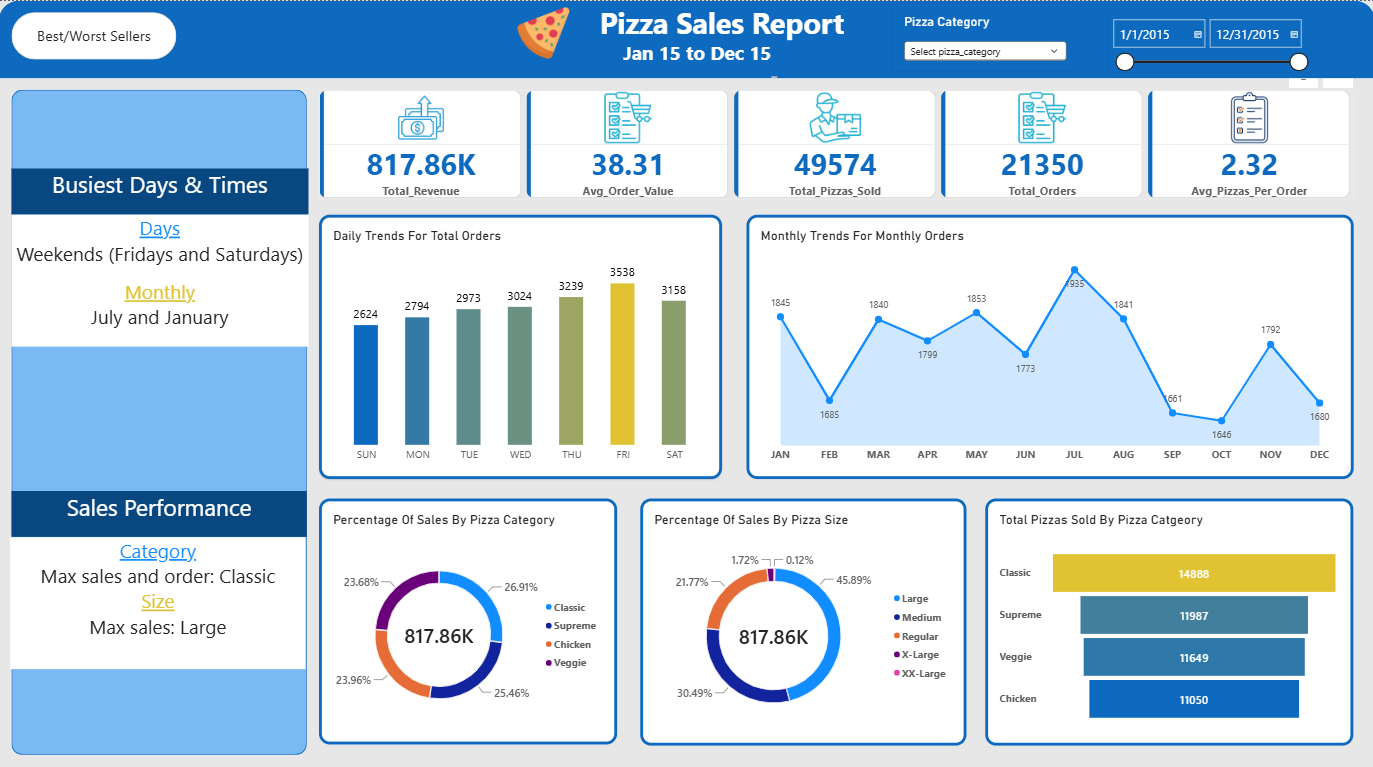 Best/Worst Sellers
Pizza Sales Report
Jan 15 to Dec 15
Pizza Category
Select pizza_category
1/1/2015
12/31/2015
Busiest Days & Times
Days
Weekends (Fridays and Saturdays)
Monthly
July and January
Sales Performance
Category
Max sales and order: Classic
Size
Max sales: Large
817.86K
Total_Revenue
38.31
Avg_Order_Value
49574
Total_Pizzas_Sold
21350
Total_Orders
2.32
Avg_Pizzas_Per_Order
Daily Trends For Total Orders
2624
2794
2973
3024
3239
3538
3158
SUN
MON
TUE
WED
THU
FRI
SAT
Monthly Trends For Monthly Orders
1845
1685
1840
1799
1853
1773
1935
1841
1661
1646
1792
1680
JAN
FEB
MAR
APR
MAY
JUN
JUL
AUG
SEP
OCT
NOV
DEC
Percentage Of Sales By Pizza Category
23.68%
26.91%
817.86K
23.96%
25.46%
Classic
Supreme
Chicken
Veggie
Percentage Of Sales By Pizza Size
1.72%
0.12%
21.77%
45.89%
817.86K
30.49%
Large
Medium
Regular
X-Large
XX-Large
Total Pizzas Sold By Pizza Catgeory
Classic
14888
Supreme
11987
Veggie
11649
Chicken
11050